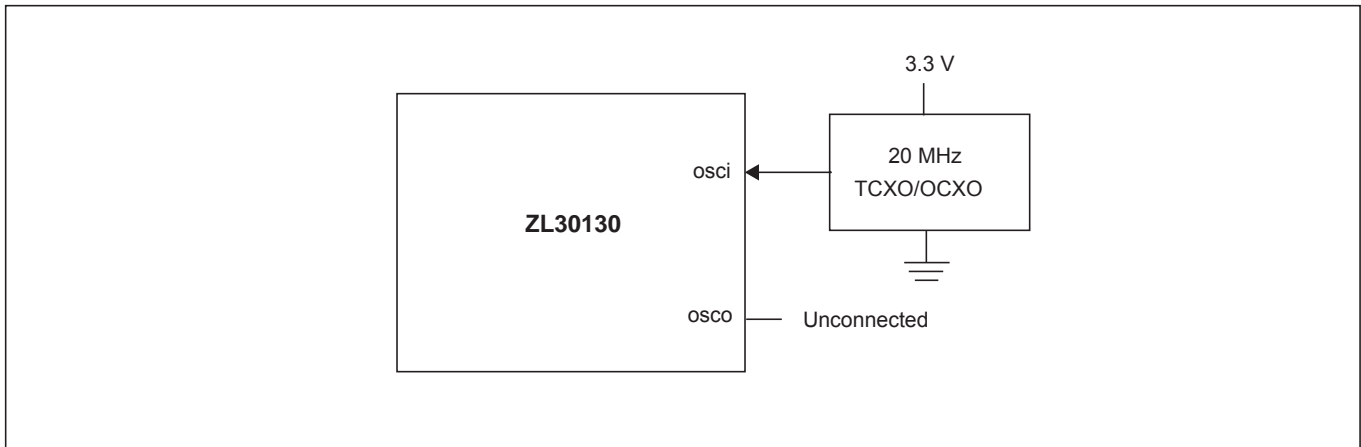 3.3 V
20 MHz
TCXO/OCXO
osci
ZL30130
osco
Unconnected